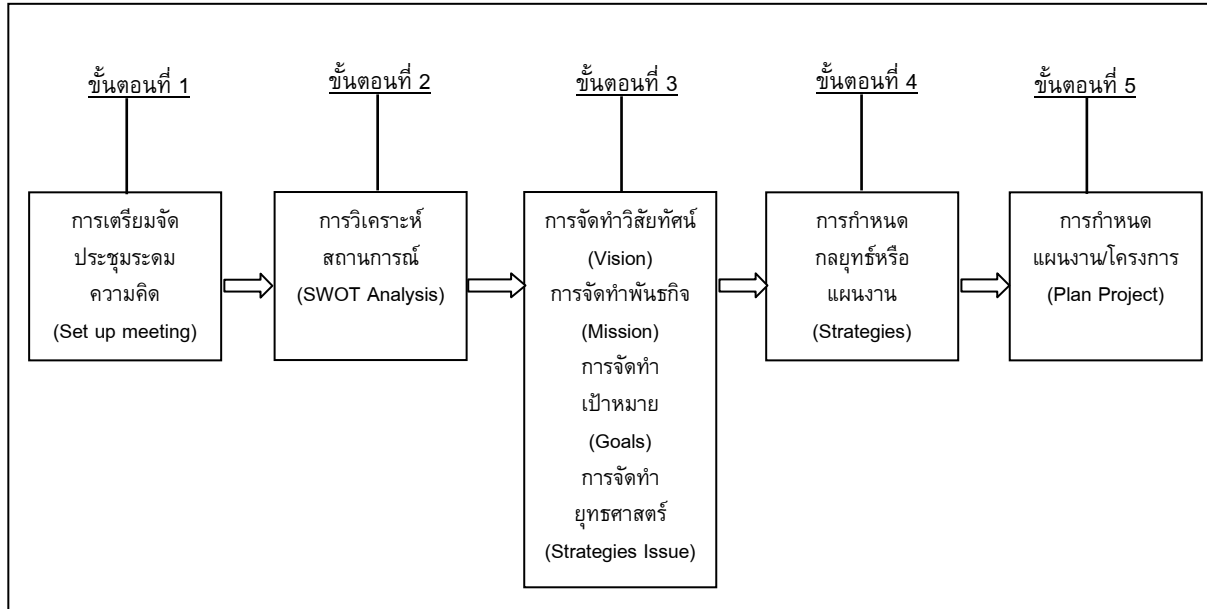 ขั้นตอนที่ 1
ขั้นตอนที่ 2
ขั้นตอนที่ 3
ขั้นตอนที่ 4
ขั้นตอนที่ 5
การเตรียมจัด
ประชุมระดม
ความคิด
(Set up meeting)
การวิเคราะห์
สถานการณ์
(SWOT Analysis)
การจัดทำวิสัยทัศน์
(Vision)
การจัดทำพันธกิจ
(Mission)
การจัดทำ
เป้าหมาย
(Goals)
การจัดทำ
ยุทธศาสตร์
(Strategies Issue)
การกำหนด
กลยุทธ์หรือ
แผนงาน
(Strategies)
การกำหนด
แผนงาน/โครงการ
(Plan Project)